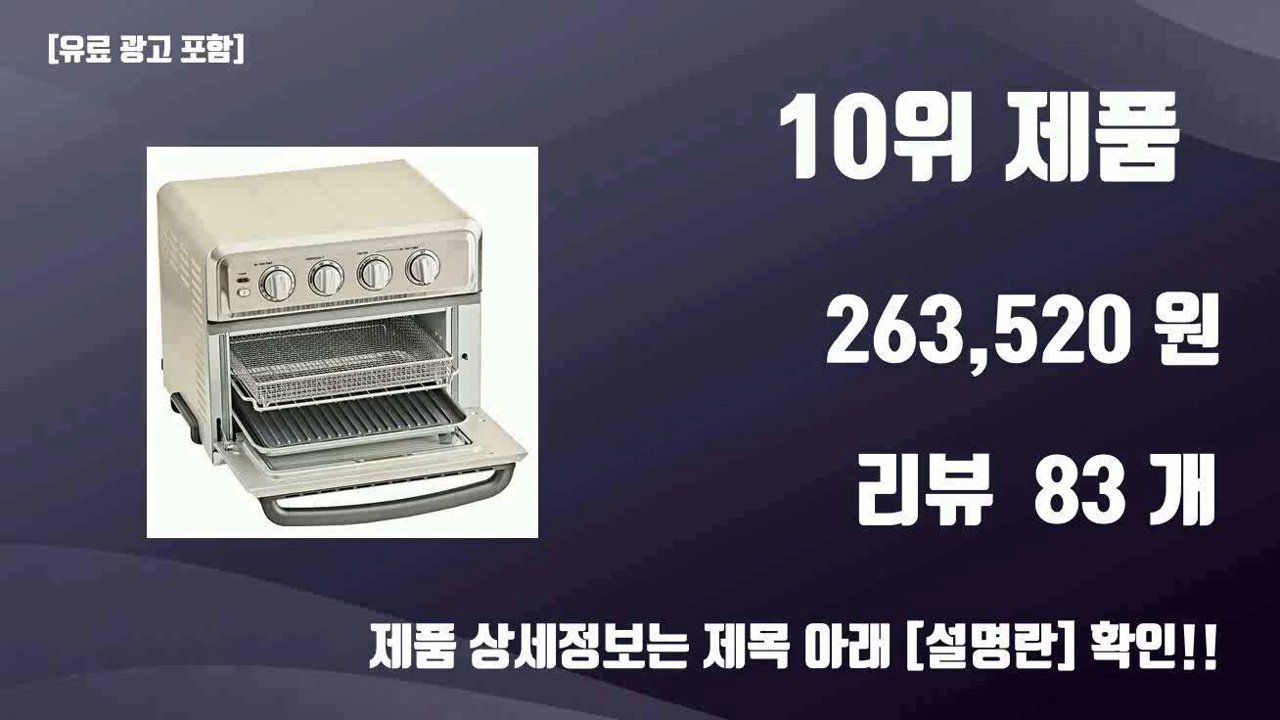 [유료 광고 포함]
10위 제품
263,520 원
리뷰 83 개
제품 상세정보는 제목 아래 [설명란] 확인!!